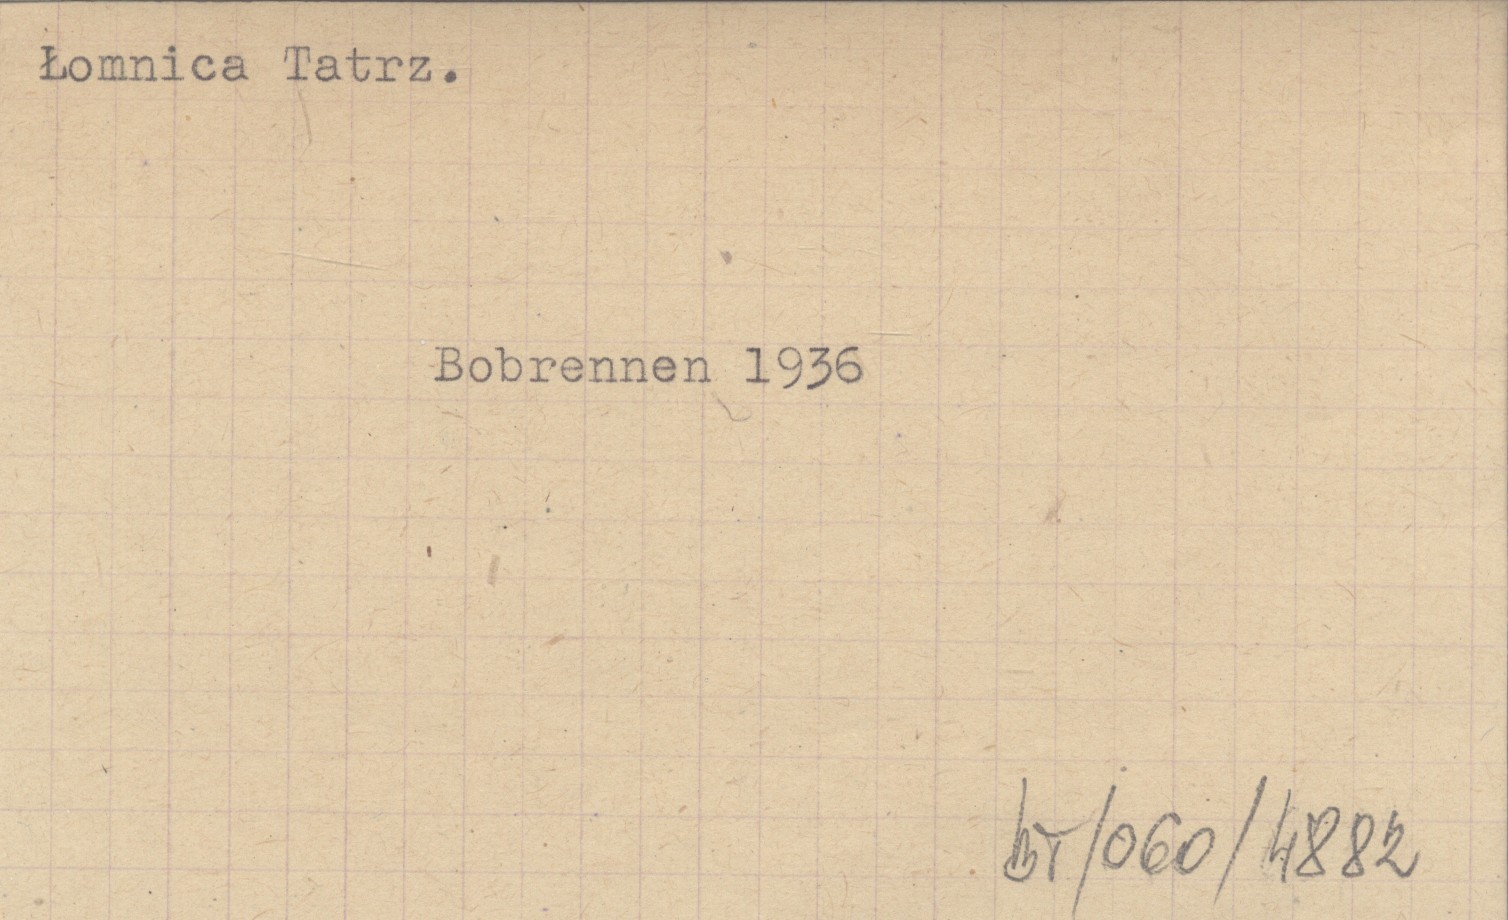 Łomnica Tatrz.
Bobrennen 1936
br/060/4882